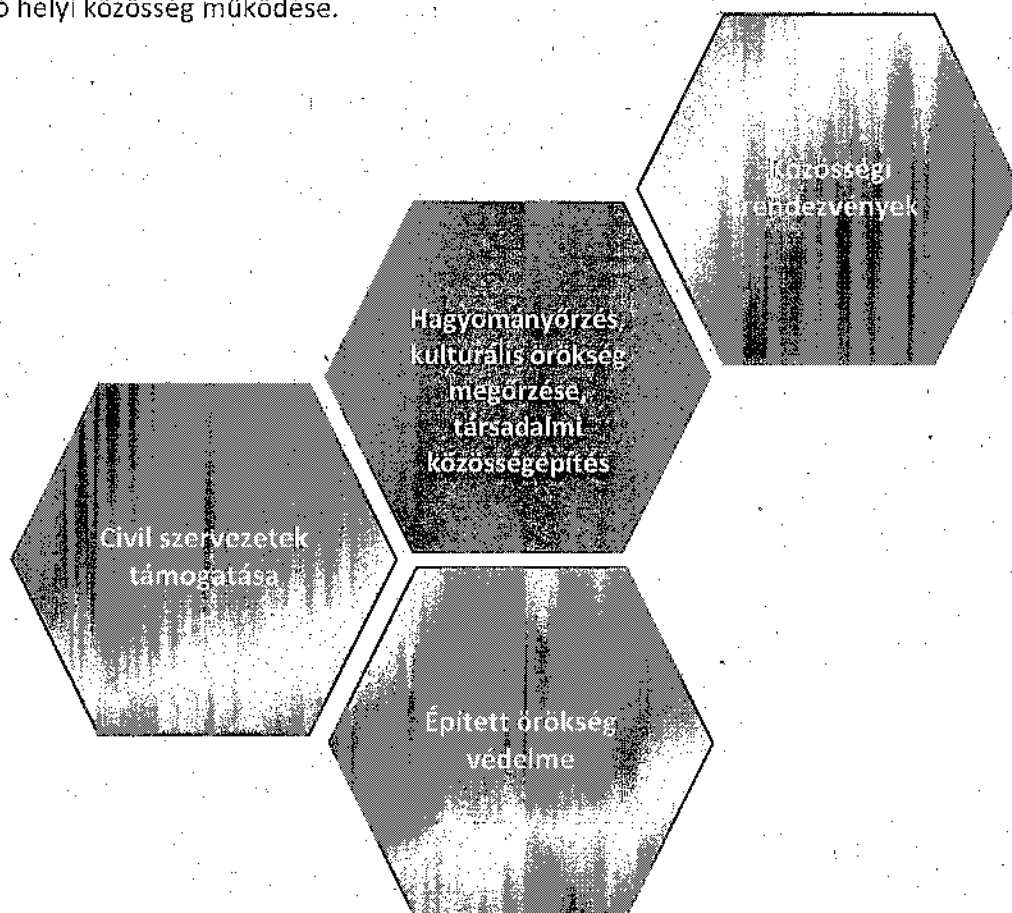 ó helyi közösség működése.
Közösségi
rendezvények
Hagyományőrzés,
kulturális örökség
megőrzése,
társadalmi
közösségépítés
Civil szervezetek
támogatása
Épített örökség
védelme